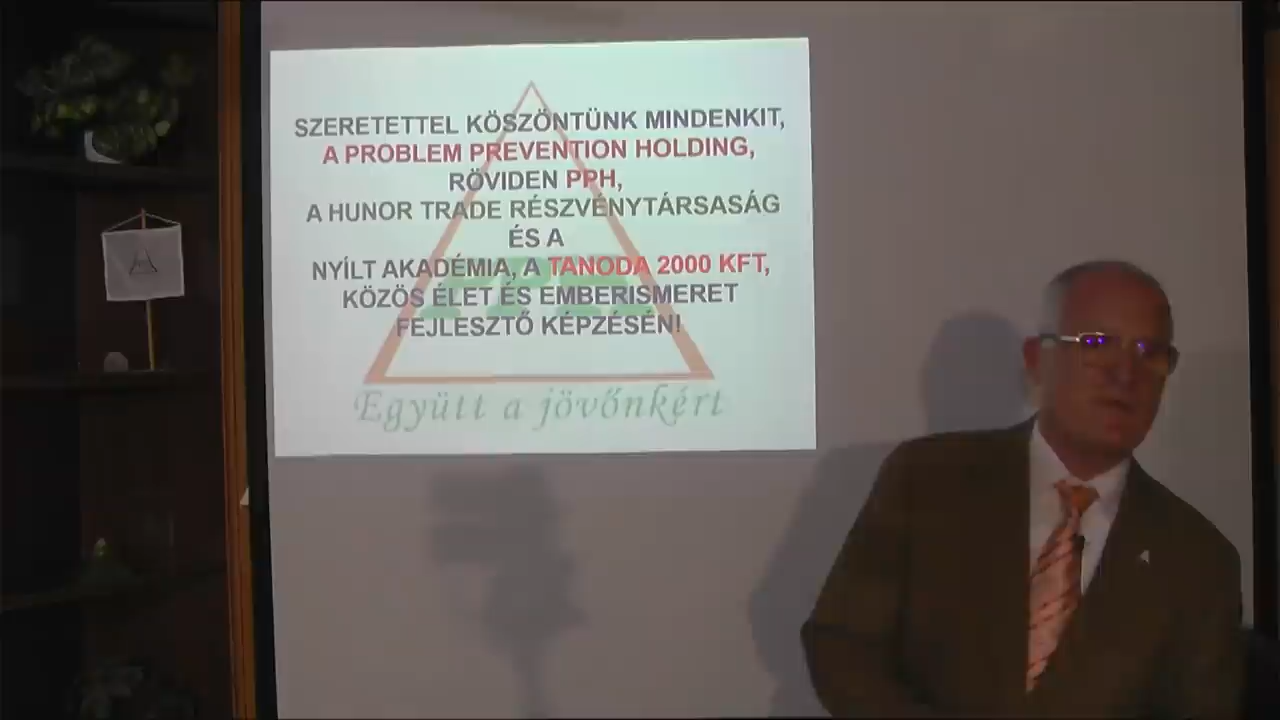 SZERETETTEL KÖSZÖNTÜNK MINDENKIT,
A PROBLEM PREVENTION HOLDING,
RÖVIDEN PPH,
A HUNOR TRADE RÉSZVÉNYTÁRSASÁG
ÉS A
NYÍLT AKADÉMIA, A TANODA 2000 KFT,
KÖZÖS ÉLET ÉS EMBERISMERET
FEJLESZTŐ KÉPZÉSÉN!
PPH
Együtt a jövőnkért